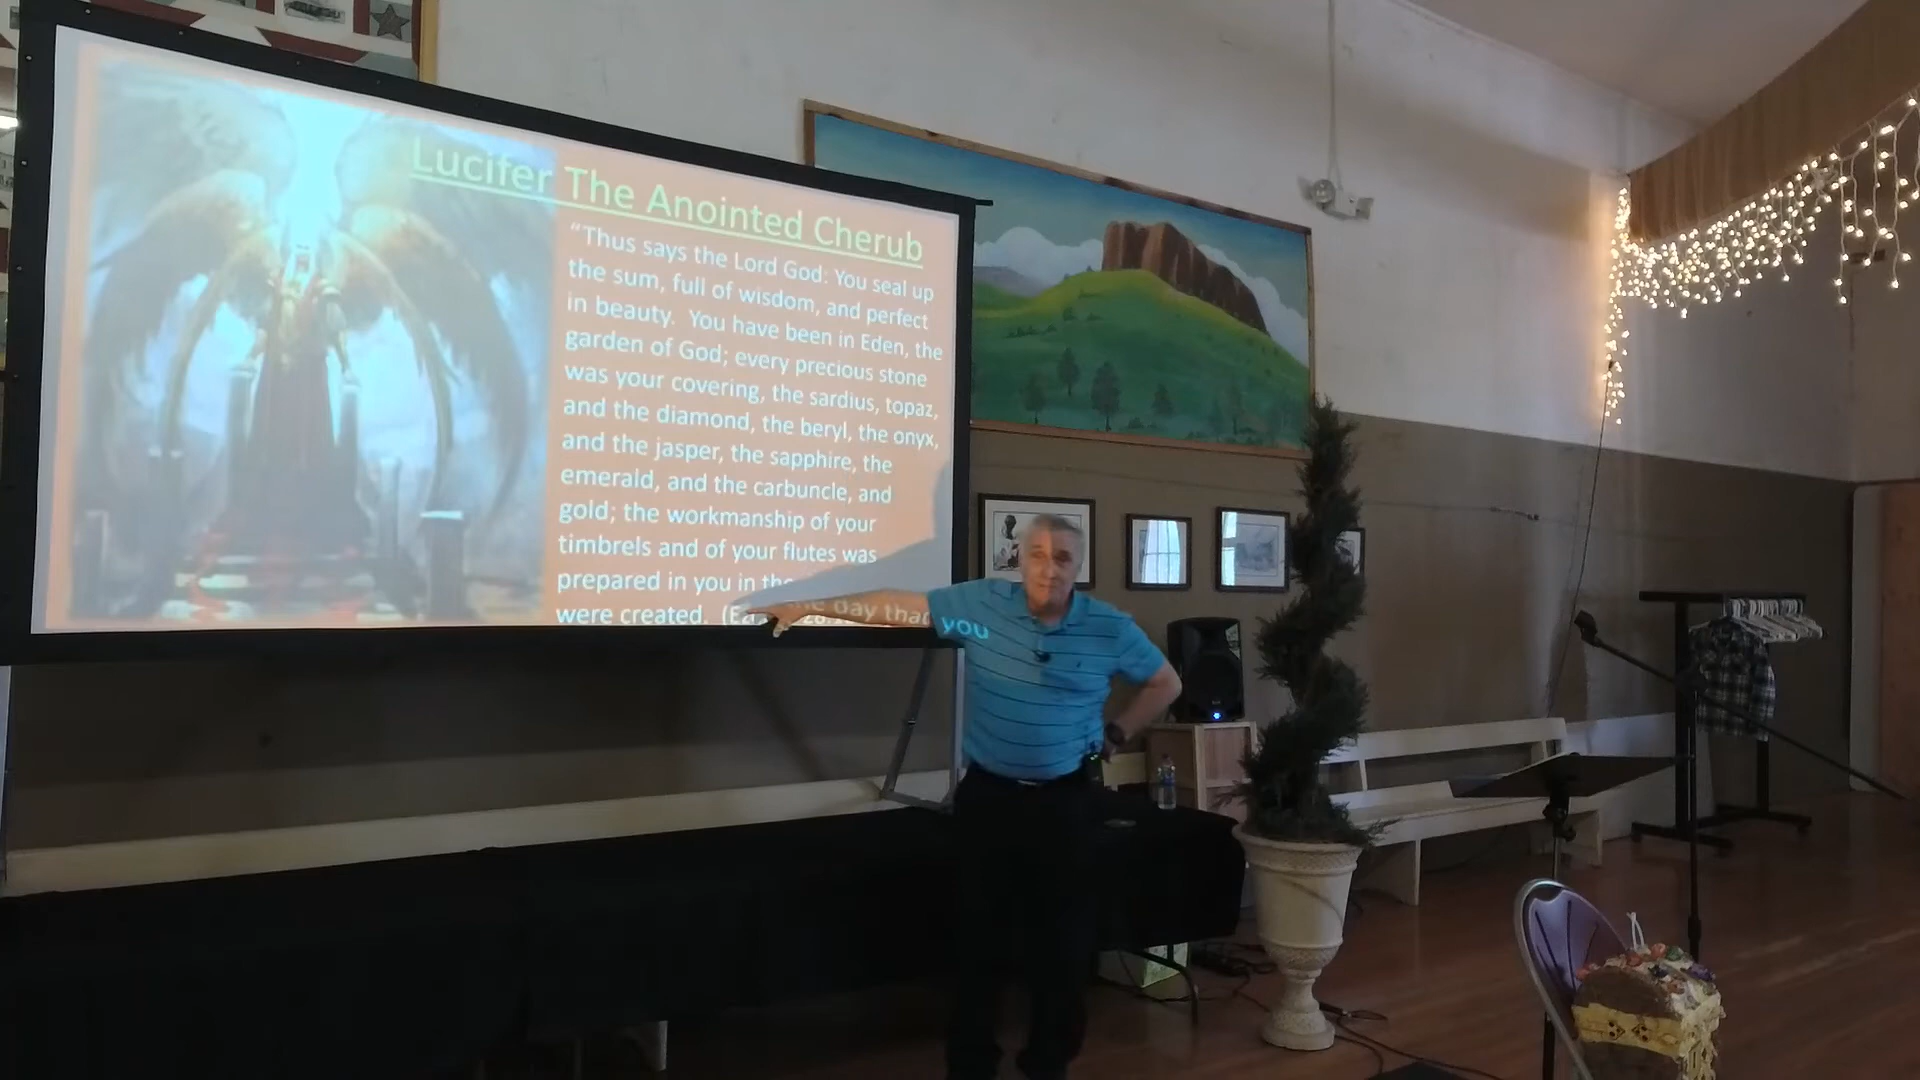 Lucifer The Anointed Cherub
“Thus says the Lord God: You seal up
the sum, full of wisdom, and perfect
in beauty. You have been in Eden, the
garden of God; every precious stone
was your covering, the sardius, topaz,
and the diamond, the beryl, the onyx,
and the jasper, the sapphire, the
emerald, and the carbuncle, and
gold; the workmanship of your
timbrels and of your flutes was
prepared in you in the day that you
were created.